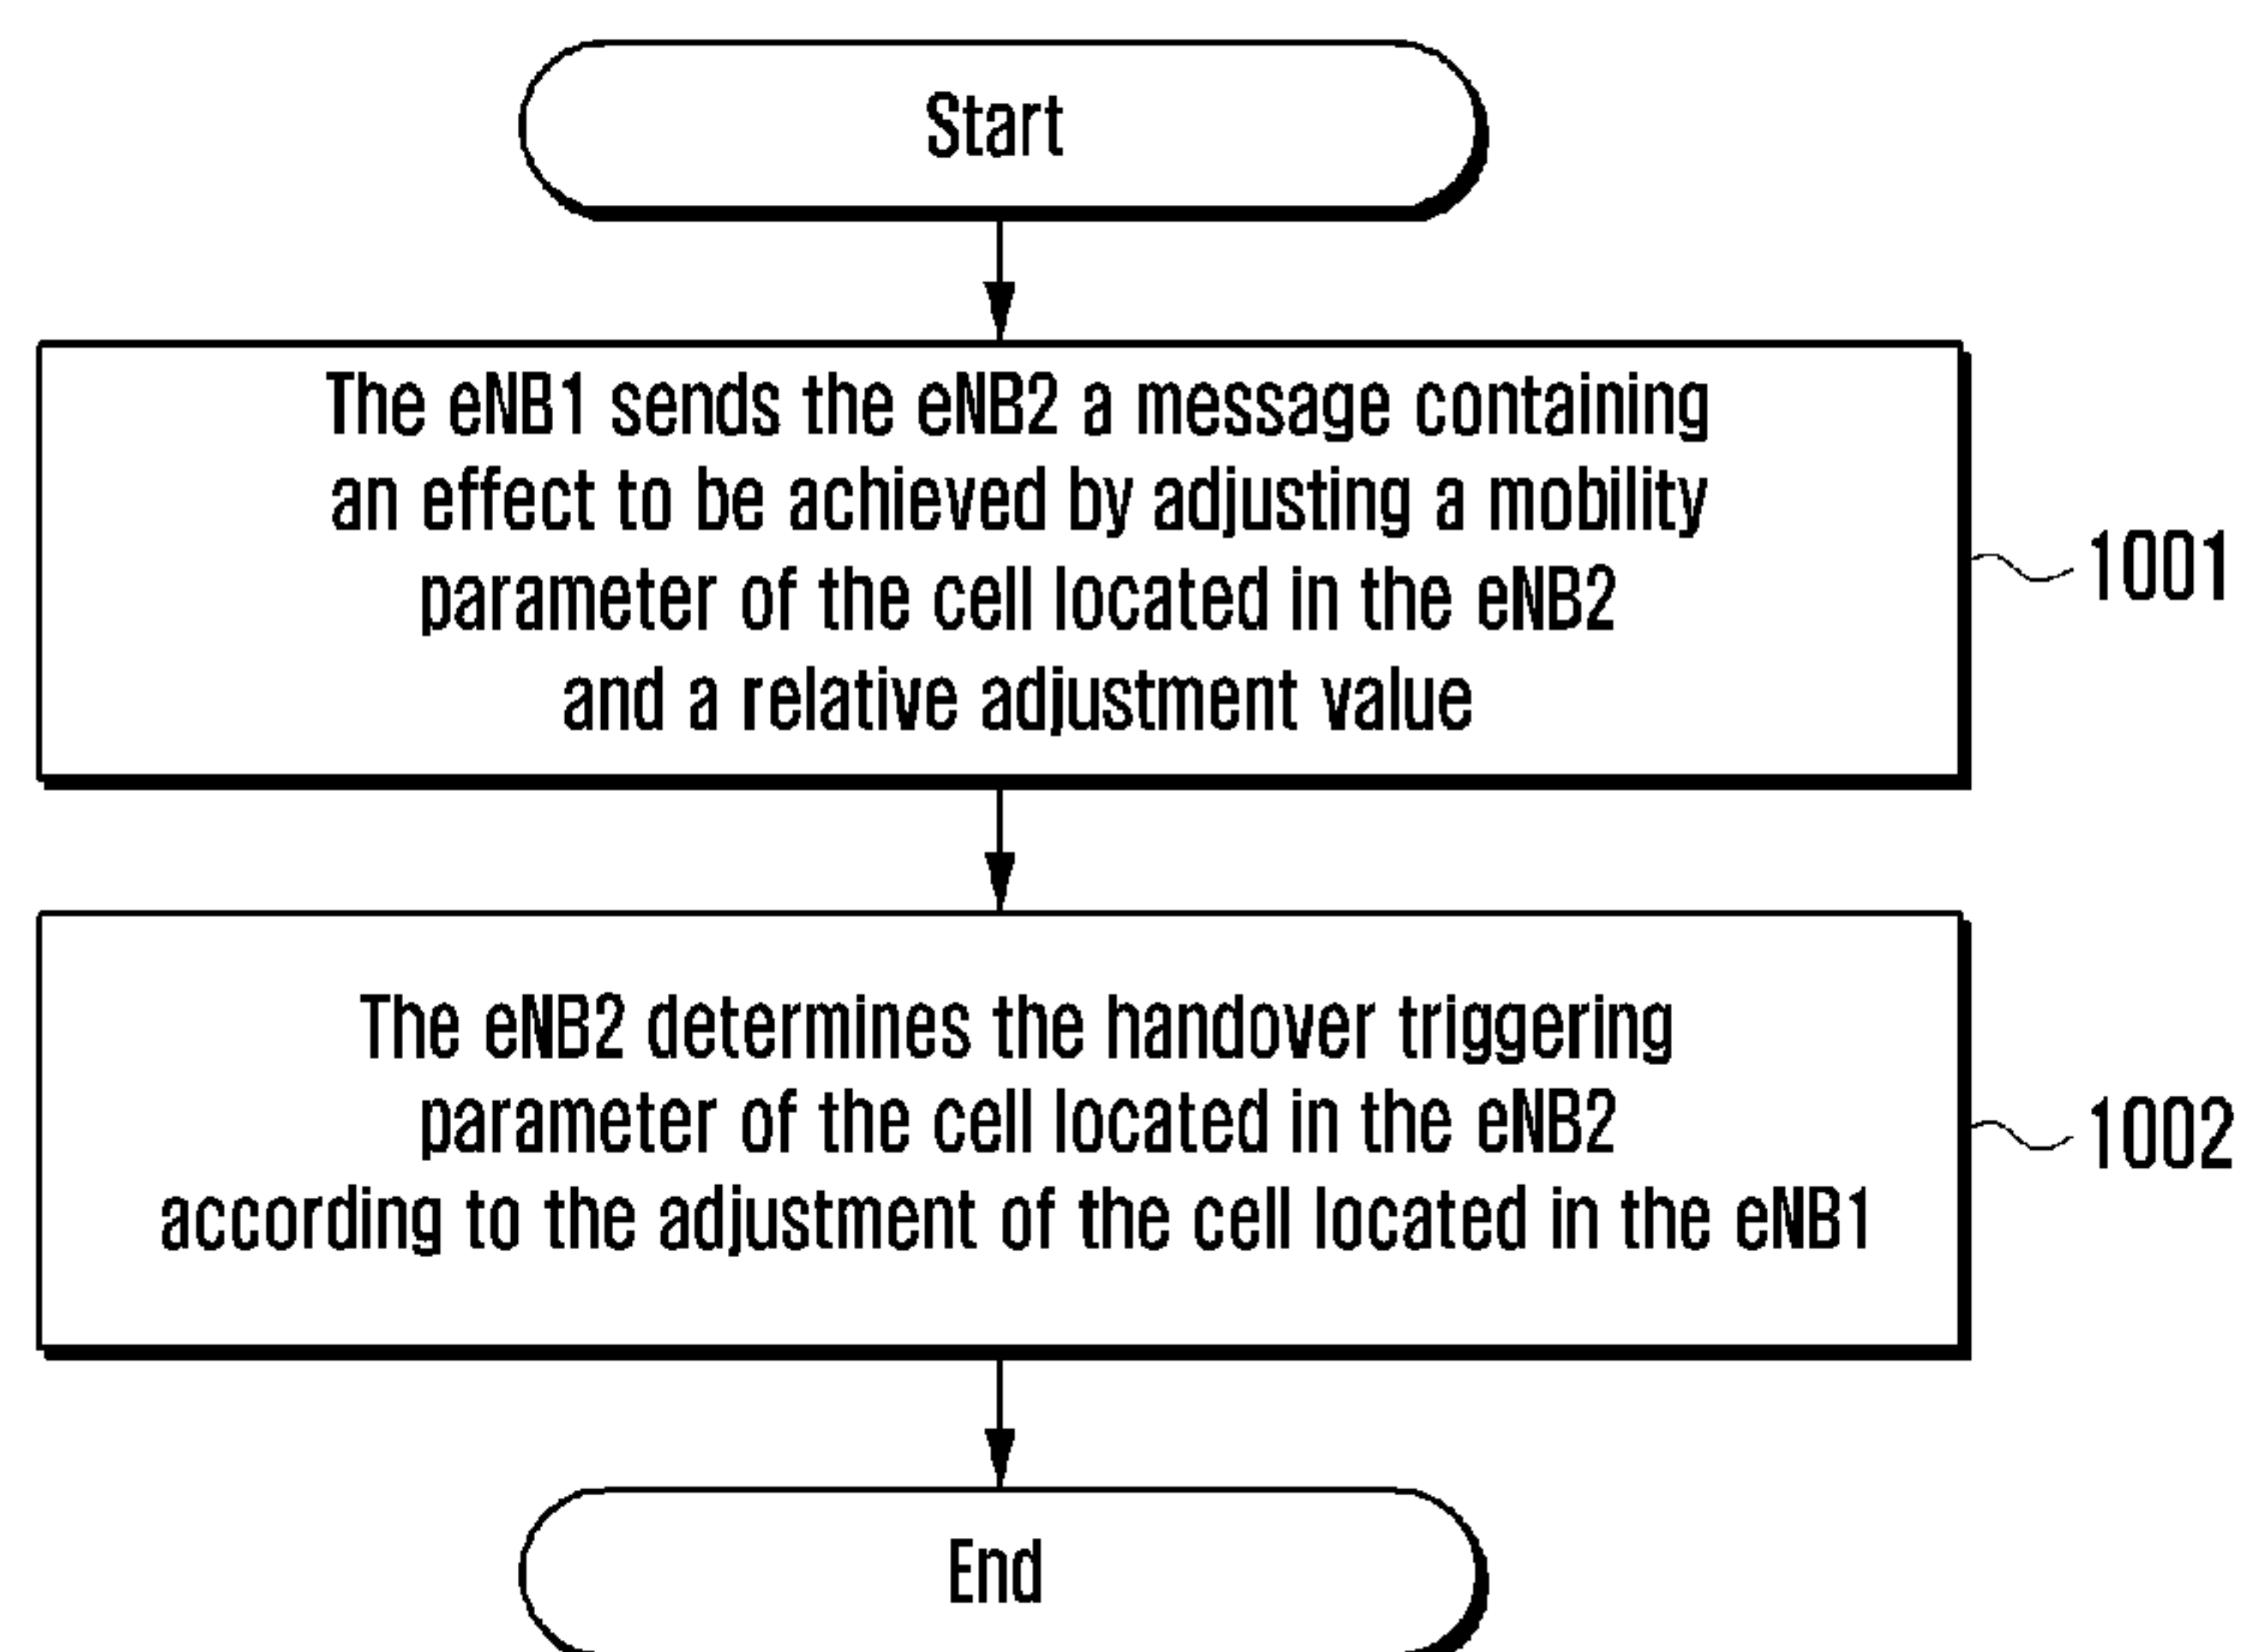 Start
The eNB1 sends the eNB2 a message containing
an effect to be achieved by adjusting a mobility
parameter of the cell located in the eNB2
and a relative adjustment value
1001
The eNB2 determines the handover triggering
parameter of the cell located in the eNB2
according to the adjustment of the cell located in the eNB1
1002
End